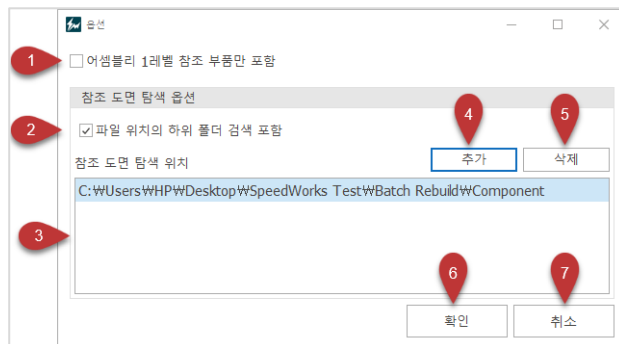 옵션
1
어셈블리 1레벨 참조 부품만 포함
참조 도면 탐색 옵션
2
파일 위치의 하위 폴더 검색 포함
4
5
참조 도면 탐색 위치
추가
삭제
C:₩Users₩HP₩Desktop₩SpeedWorks Test₩Batch Rebuild₩Component
3
6
7
확인
취소